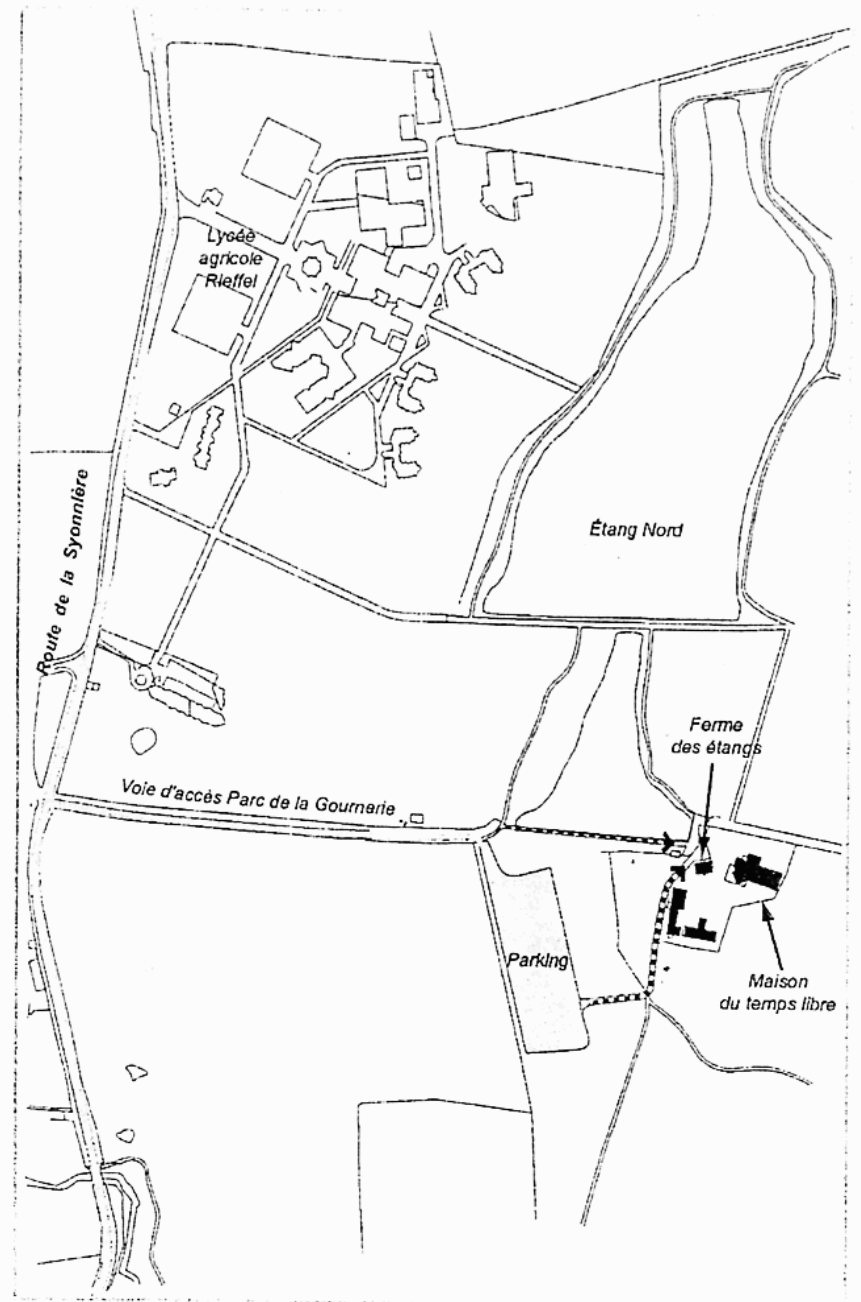 Lycée
agricole
Rieffel
Route de la Syonnière
Étang Nord
Ferme
des étangs
Voie d'accès Parc de la Gournerie
Parking
Maison
du temps libre